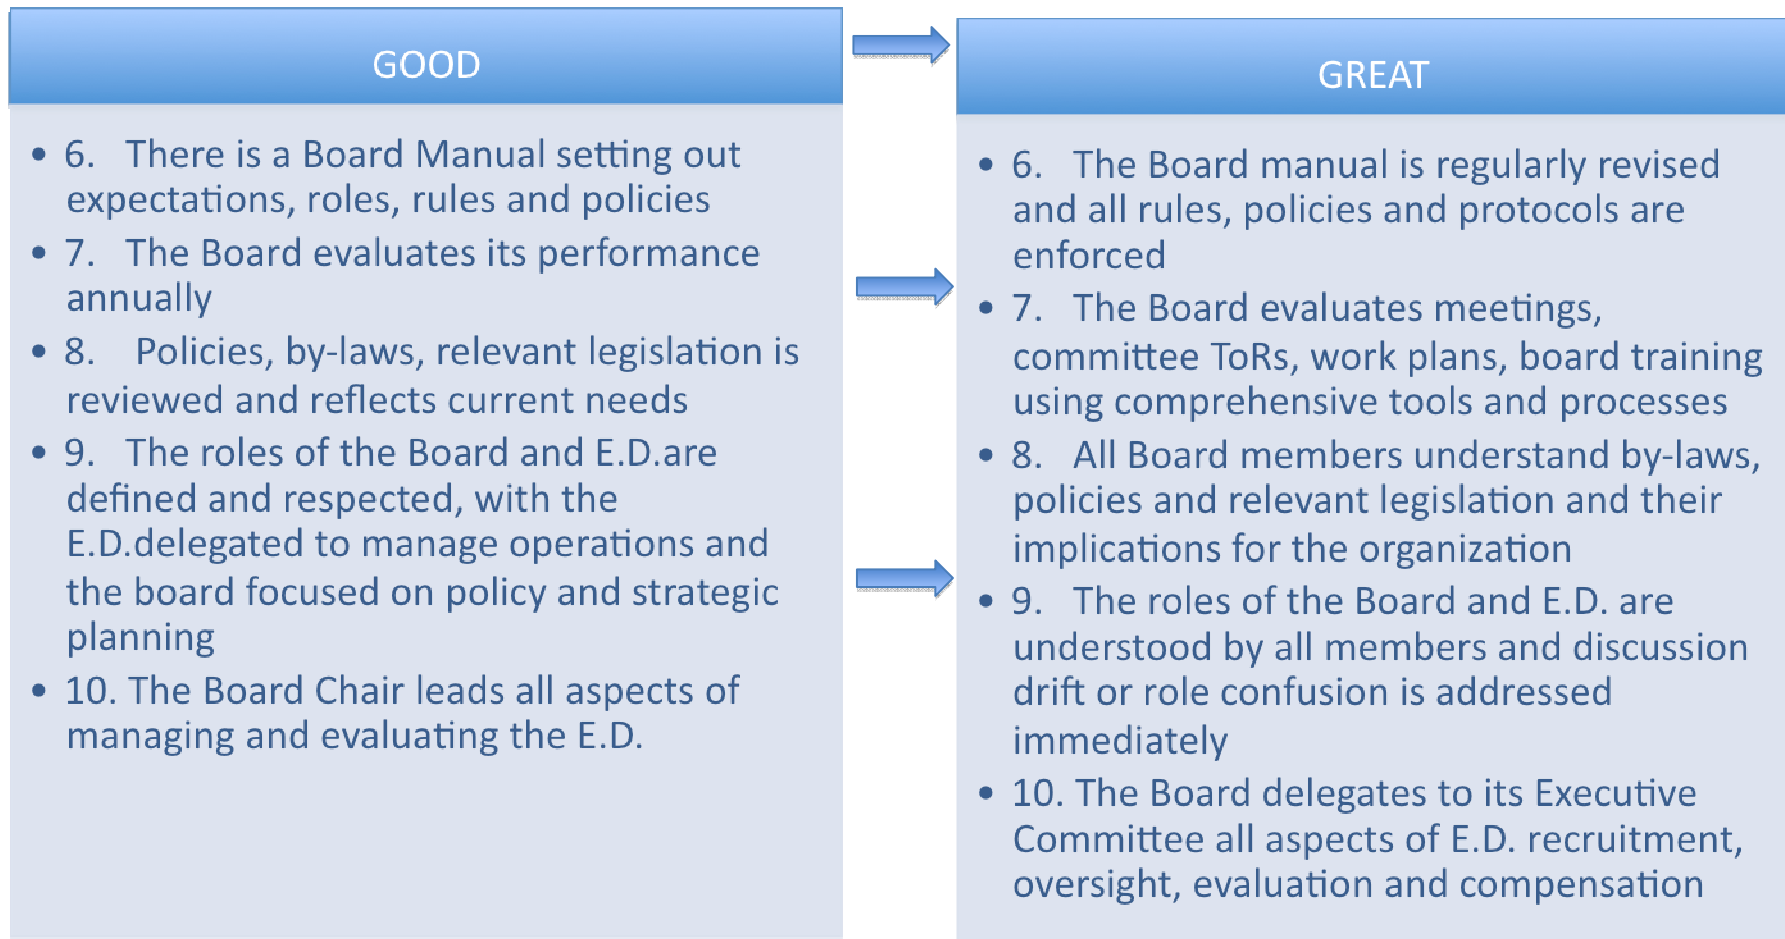 GOOD
• 6. There is a Board Manual setting out
expectations, roles, rules and policies
• 7. The Board evaluates its performance
annually
• 8. Policies, by-laws, relevant legislation is
reviewed and reflects current needs
• 9. The roles of the Board and E.D.are
defined and respected, with the
E.D.delegated to manage operations and
the board focused on policy and strategic
planning
• 10. The Board Chair leads all aspects of
managing and evaluating the E.D.
GREAT
• 6. The Board manual is regularly revised
and all rules, policies and protocols are
enforced
• 7. The Board evaluates meetings,
committee ToRs, work plans, board training
using comprehensive tools and processes
• 8. All Board members understand by-laws,
policies and relevant legislation and their
implications for the organization
• 9. The roles of the Board and E.D. are
understood by all members and discussion
drift or role confusion is addressed
immediately
• 10. The Board delegates to its Executive
Committee all aspects of E.D. recruitment,
oversight, evaluation and compensation